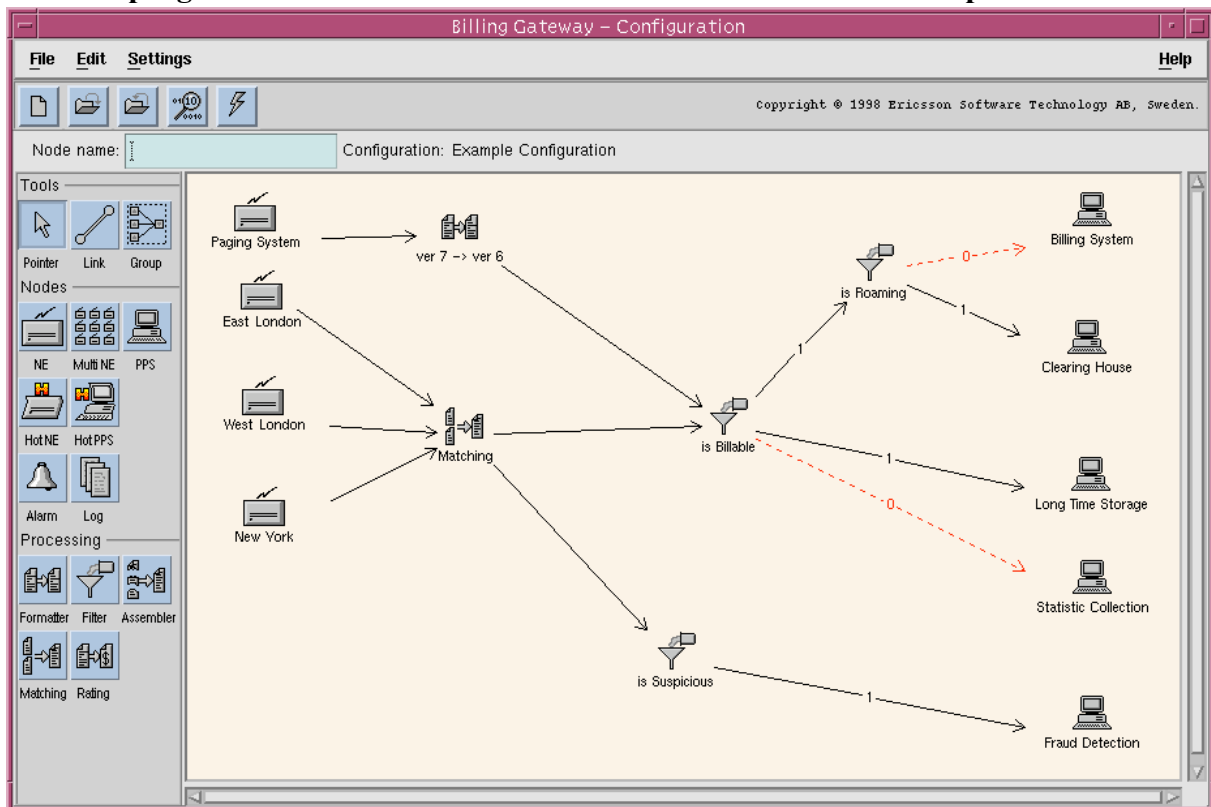 Billing Gateway – Configuration
File Edit Settings Help
Copyright © 1998 Ericsson Software Technology AB, Sweden.
Node name: Configuration: Example Configuration
Tools
Pointer Link Group
Nodes
NE Multi NE PPS
Hot NE Hot PPS
Alarm Log
Processing
Formatter Filter Assembler
Matching Rating
Paging System
ver 7 -> ver 6
East London
West London
Matching
New York
is Roaming
0
Billing System
1
Clearing House
1
is Billable
1
Long Time Storage
0
Statistic Collection
is Suspicious
1
Fraud Detection